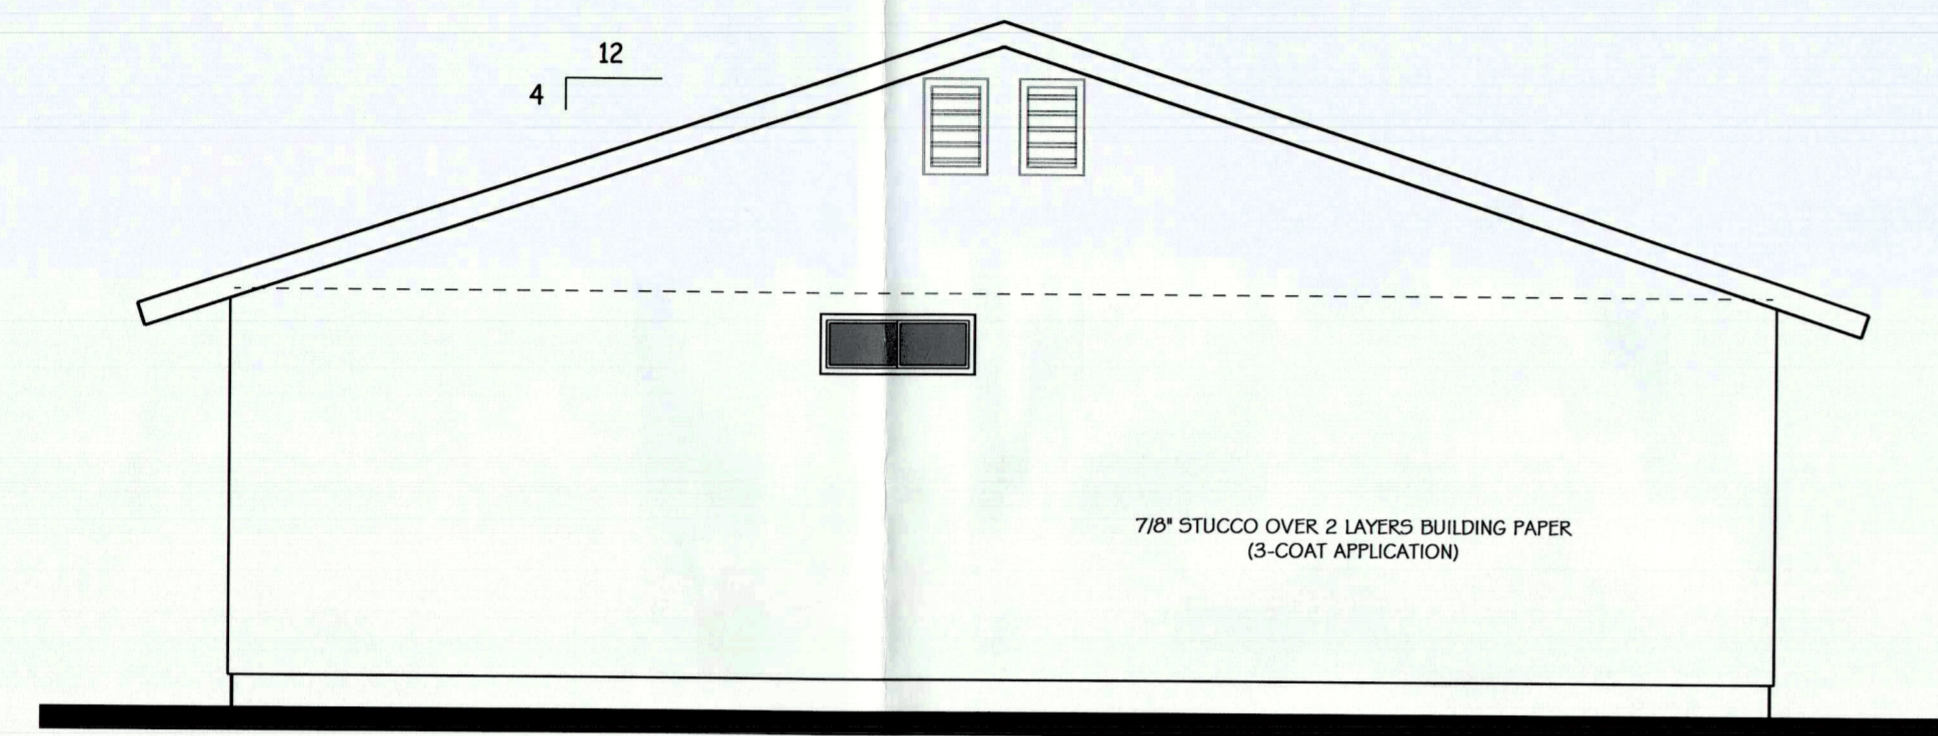 12
4
7/8" STUCCO OVER 2 LAYERS BUILDING PAPER
(3-COAT APPLICATION)